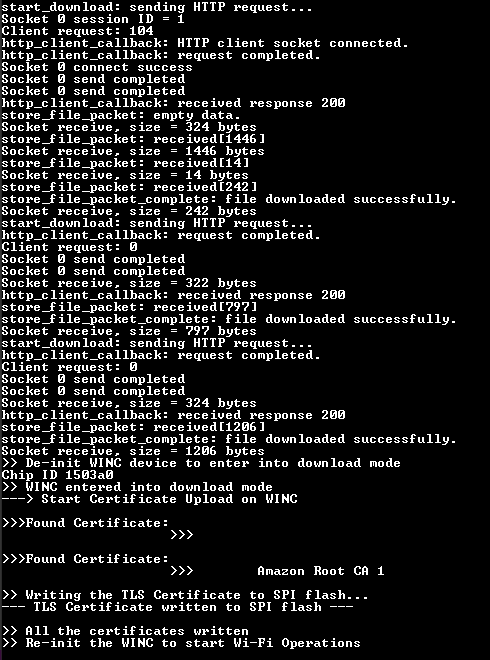 start_download: sending HTTP request...
Socket 0 session ID = 1
Client request: 104
http_client_callback: HTTP client socket connected.
http_client_callback: request completed.
Socket 0 connect success
Socket 0 send completed
Socket 0 send completed
http_client_callback: received response 200
store_file_packet: empty data.
Socket receive, size = 324 bytes
store_file_packet: received[1446]
Socket receive, size = 1446 bytes
store_file_packet: received[14]
Socket receive, size = 14 bytes
store_file_packet: received[242]
store_file_packet_complete: file downloaded successfully.
Socket receive, size = 242 bytes
start_download: sending HTTP request...
http_client_callback: request completed.
Client request: 0
Socket 0 send completed
Socket 0 send completed
Socket receive, size = 322 bytes
http_client_callback: received response 200
store_file_packet: received[797]
store_file_packet_complete: file downloaded successfully.
Socket receive, size = 797 bytes
start_download: sending HTTP request...
http_client_callback: request completed.
Client request: 0
Socket 0 send completed
Socket 0 send completed
Socket receive, size = 324 bytes
http_client_callback: received response 200
store_file_packet: received[1206]
store_file_packet_complete: file downloaded successfully.
Socket receive, size = 1206 bytes
>> De-init WINC device to enter into download mode
Chip ID 1503a0
>> WINC entered into download mode
---> Start Certificate Upload on WINC
>>>Found Certificate:
>>>
>>>Found Certificate:
>>> Amazon Root CA 1
>> Writing the TLS Certificate to SPI flash...
--- TLS Certificate written to SPI flash ---
>> All the certificates written
>> Re-init the WINC to start Wi-Fi Operations